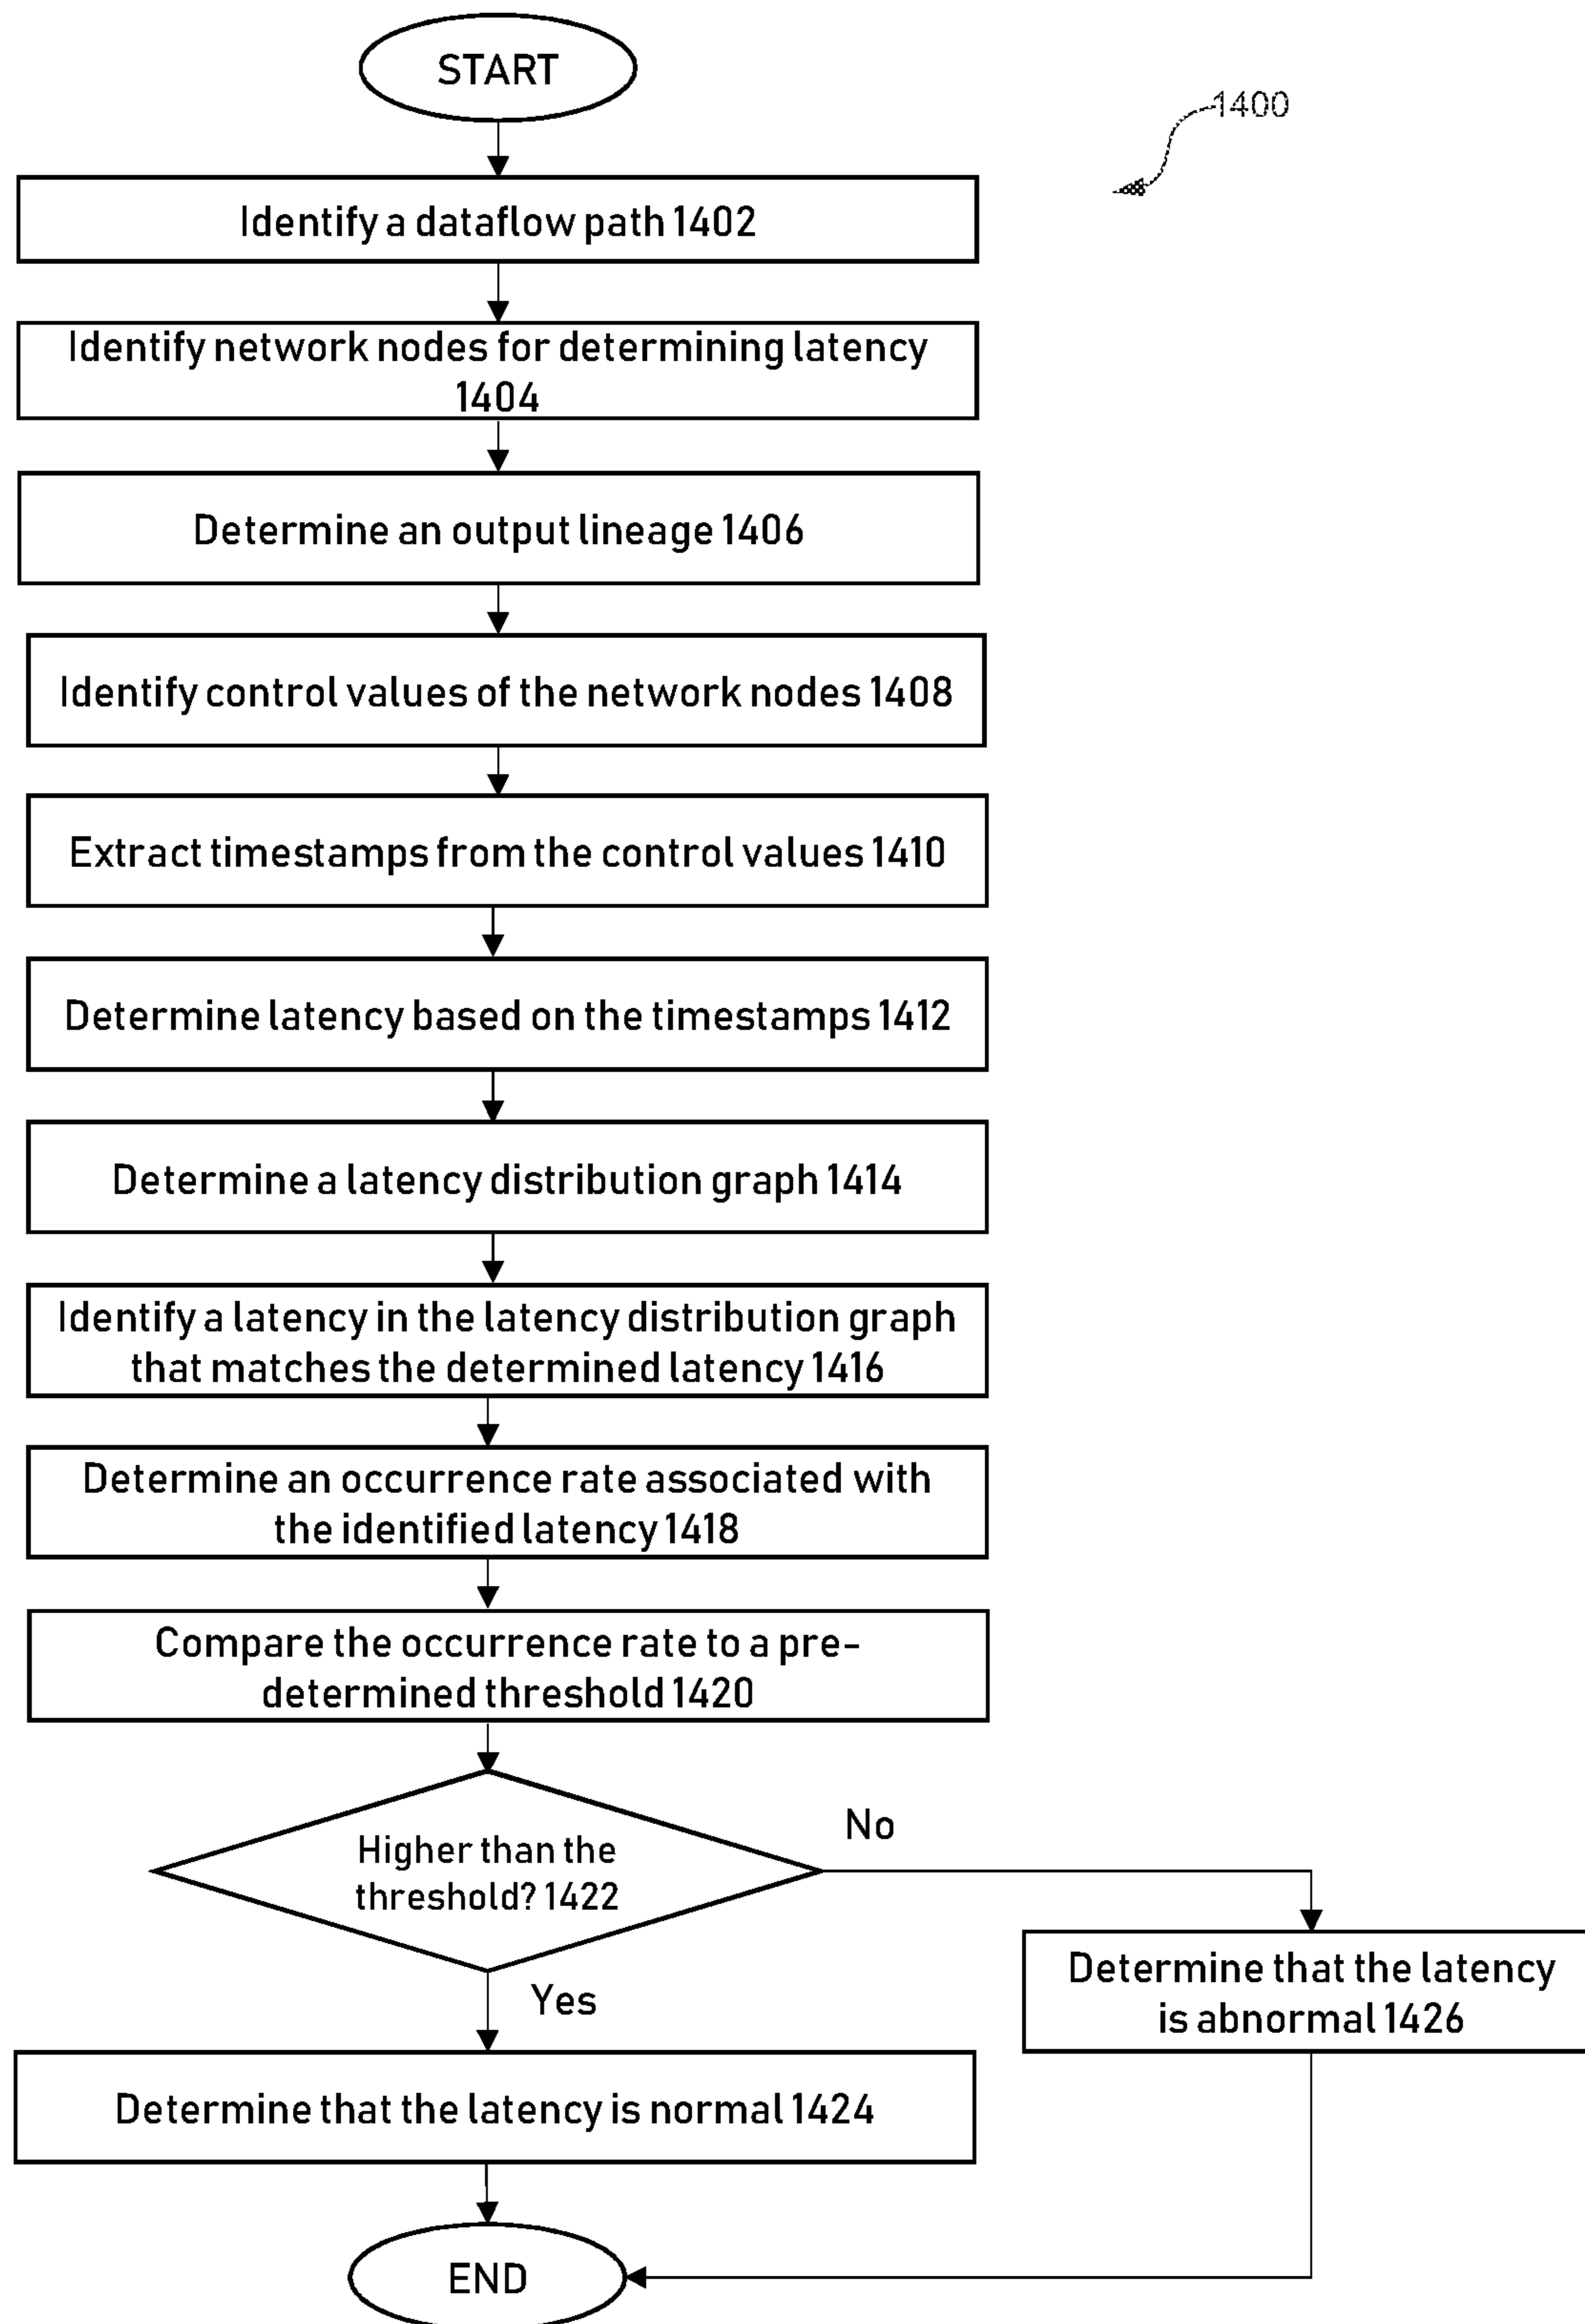 START
1400
Identify a dataflow path 1402
Identify network nodes for determining latency
1404
Determine an output lineage 1406
Identify control values of the network nodes 1408
Extract timestamps from the control values 1410
Determine latency based on the timestamps 1412
Determine a latency distribution graph 1414
Identify a latency in the latency distribution graph
that matches the determined latency 1416
Determine an occurrence rate associated with
the identified latency 1418
Compare the occurrence rate to a pre-
determined threshold 1420
Higher than the
threshold? 1422
No
Yes
Determine that the latency
is abnormal 1426
Determine that the latency is normal 1424
END